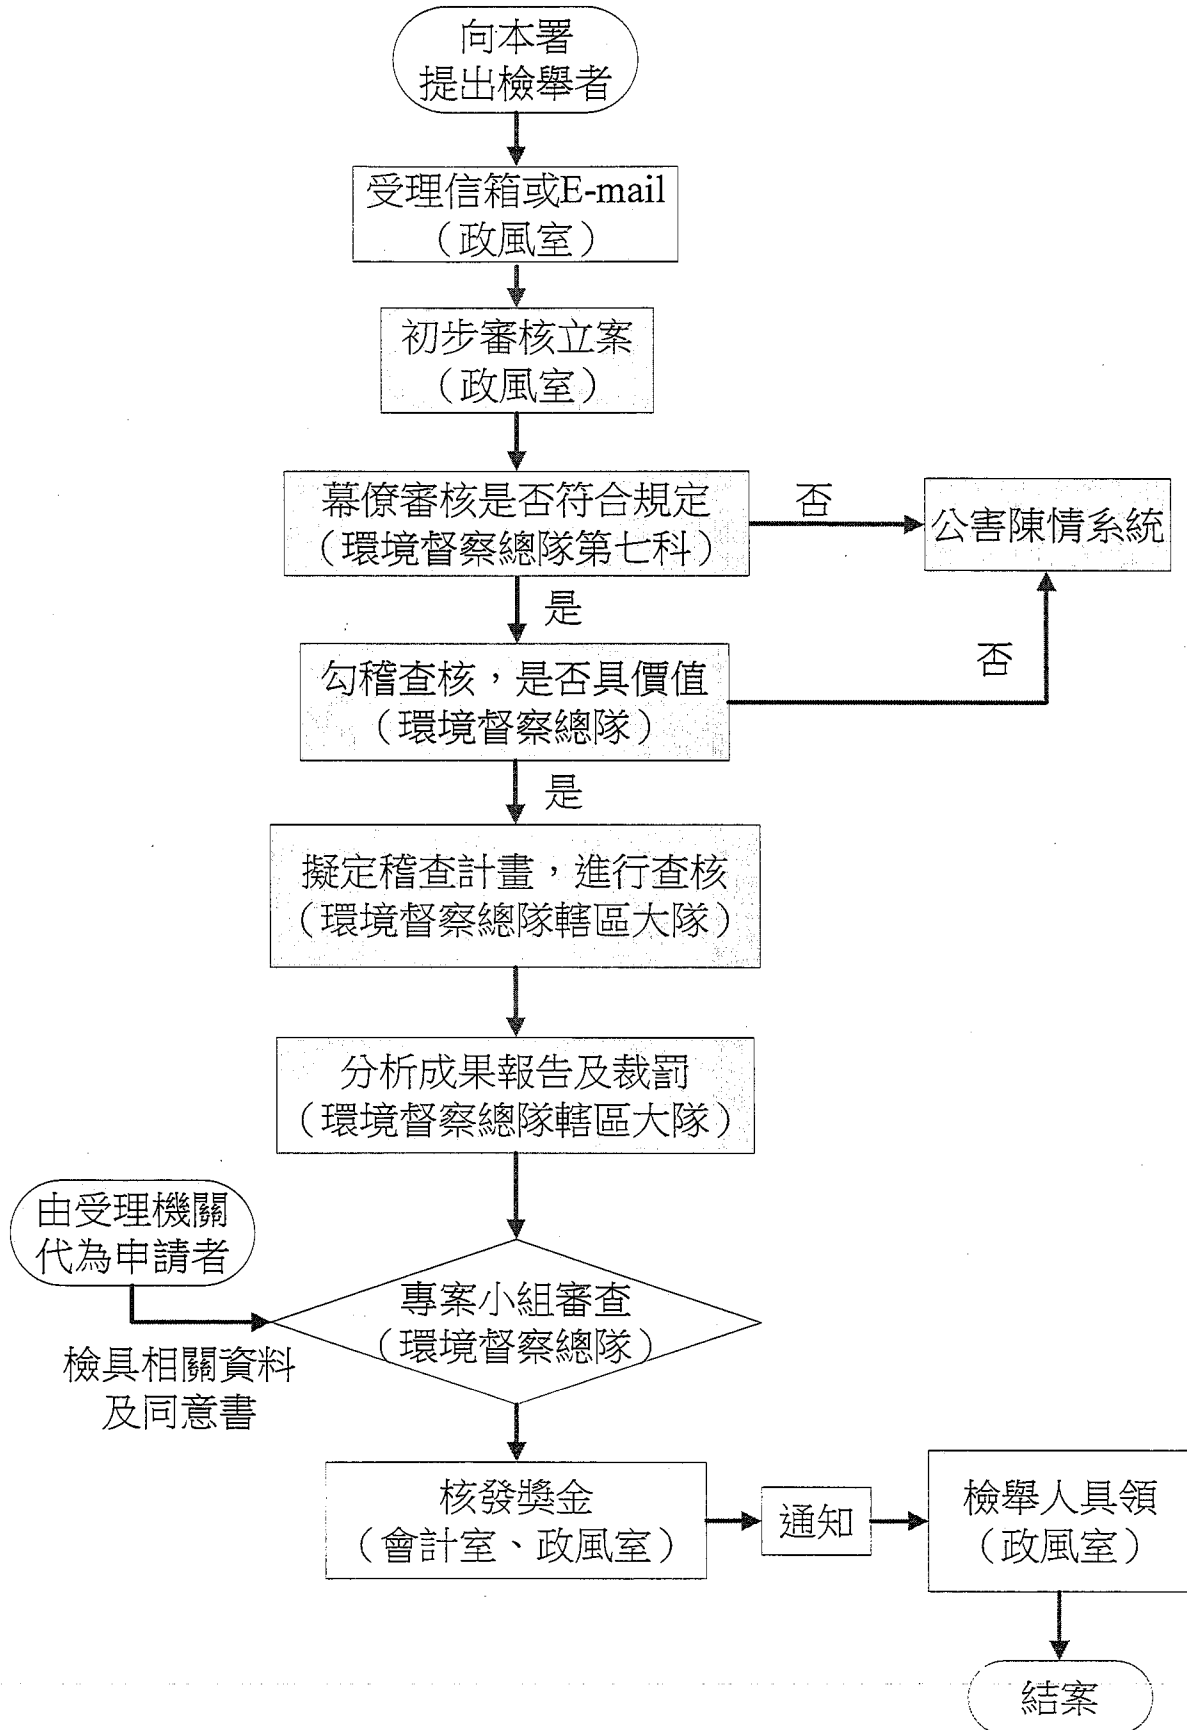 向本署
提出檢舉者
受理信箱或E-mail
（政風室）
初步審核立案
（政風室）
幕僚審核是否符合規定
（環境督察總隊第七科）
否
公害陳情系統
是
勾稽查核，是否具價值
（環境督察總隊）
否
是
擬定稽查計畫，進行查核
（環境督察總隊轄區大隊）
分析成果報告及裁罰
（環境督察總隊轄區大隊）
由受理機關
代為申請者
檢具相關資料
及同意書
專案小組審查
（環境督察總隊）
核發獎金
（會計室、政風室）
通知
檢舉人具領
（政風室）
結案